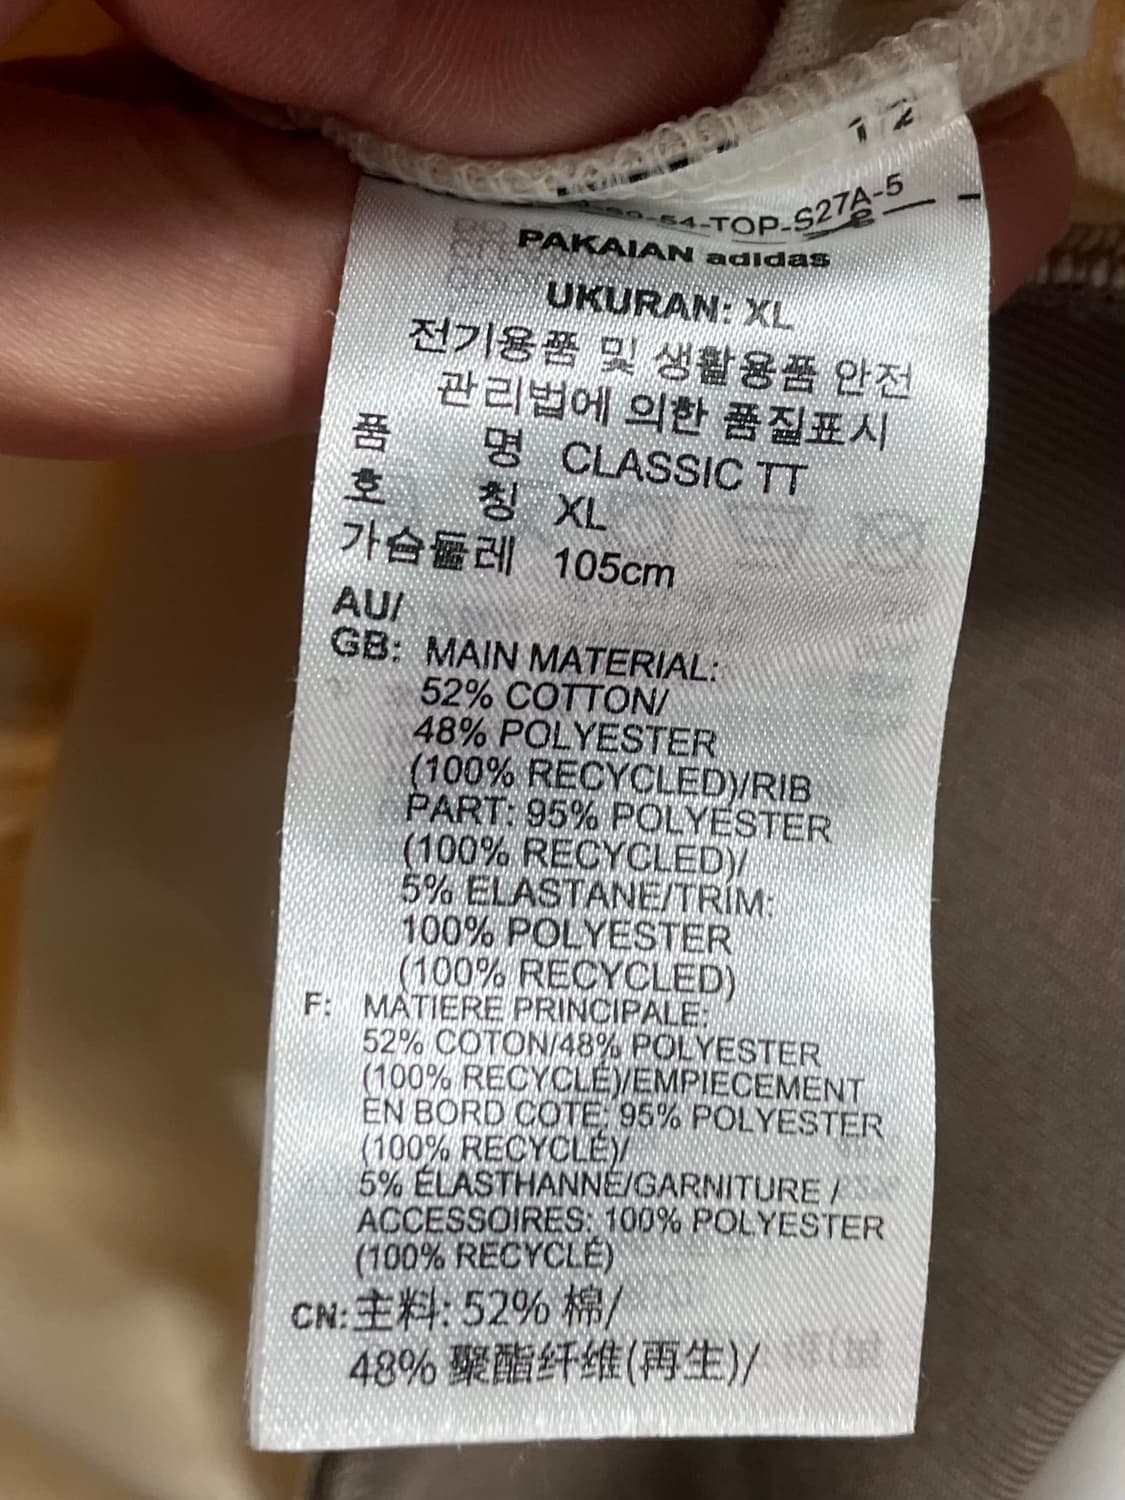 1 2
-54-TOP-S27A-5
PAKAIAN adidas
UKURAN: XL
전기용품 및 생활용품 안전
관리법에 의한 품질표시
품 명 CLASSIC TT
호 칭 XL
가슴둘레 105cm
AU/
GB: MAIN MATERIAL:
52% COTTON/
48% POLYESTER
(100% RECYCLED)/RIB
PART: 95% POLYESTER
(100% RECYCLED)/
5% ELASTANE/TRIM:
100% POLYESTER
(100% RECYCLED)
F: MATIERE PRINCIPALE:
52% COTON/48% POLYESTER
(100% RECYCLÉ)/EMPIECEMENT
EN BORD COTE: 95% POLYESTER
(100% RECYCLÉ)/
5% ÉLASTHANNE/GARNITURE /
ACCESSOIRES: 100% POLYESTER
(100% RECYCLÉ)
CN: 主料: 52% 棉/
48% 聚酯纤维(再生)/